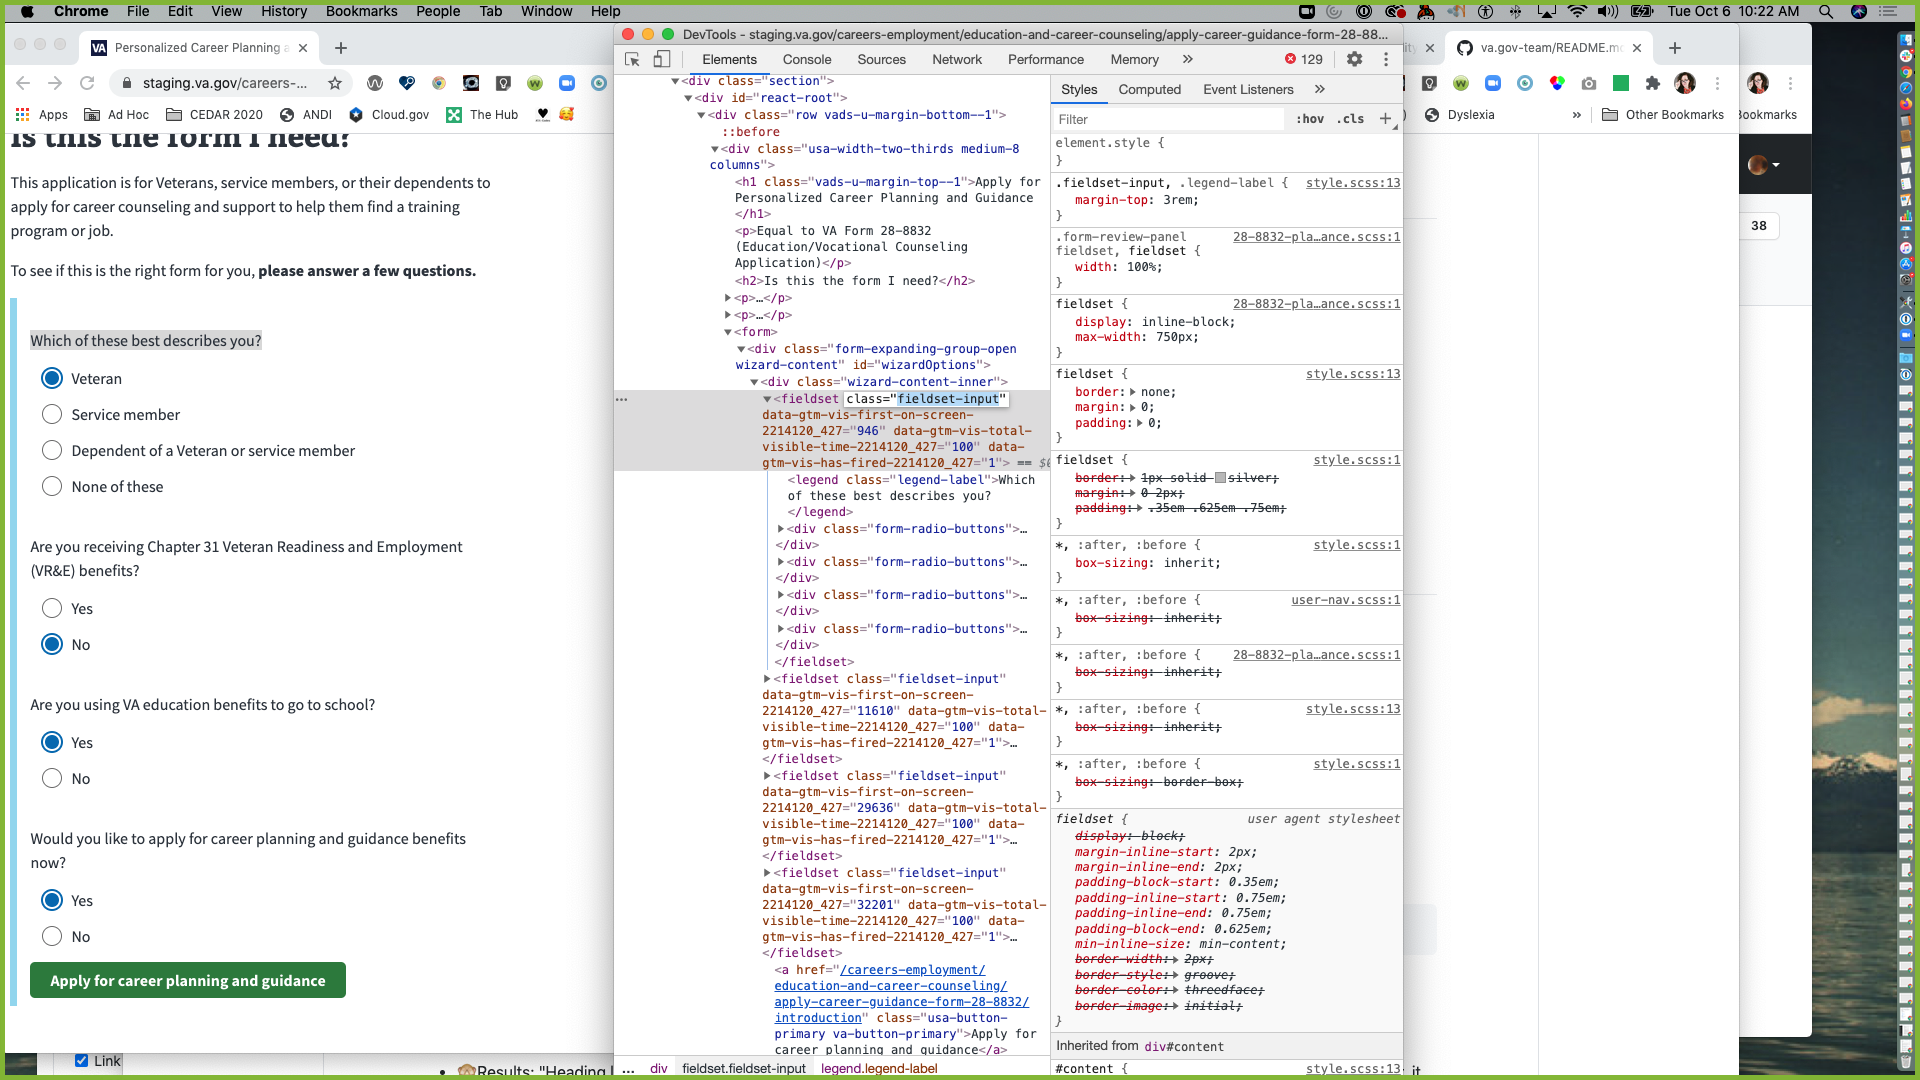 Chrome File Edit View History Bookmarks People Tab Window Help Tue Oct 6 10:22 AM
Personalized Career Planning a
staging.va.gov/careers-...
Apps Ad Hoc CEDAR 2020 ANDI Cloud.gov The Hub
Is this the form I need?
This application is for Veterans, service members, or their dependents to
apply for career counseling and support to help them find a training
program or job.
To see if this is the right form for you, please answer a few questions.
Which of these best describes you?
Veteran
Service member
Dependent of a Veteran or service member
None of these
Are you receiving Chapter 31 Veteran Readiness and Employment
(VR&E) benefits?
Yes
No
Are you using VA education benefits to go to school?
Yes
No
Would you like to apply for career planning and guidance benefits
now?
Yes
No
Apply for career planning and guidance
Link
Results: "Heading
DevTools - staging.va.gov/careers-employment/education-and-career-counseling/apply-career-guidance-form-28-88...
Elements Console Sources Network Performance Memory » 129
<div class="section">
<div id="react-root">
<div class="row vads-u-margin-bottom--1">
::before
<div class="usa-width-two-thirds medium-8
columns">
<h1 class="vads-u-margin-top--1">Apply for
Personalized Career Planning and Guidance
</h1>
<p>Equal to VA Form 28-8832
(Education/Vocational Counseling
Application)</p>
<h2>Is this the form I need?</h2>
<p>…</p>
<p>…</p>
<form>
<div class="form-expanding-group-open
wizard-content" id="wizardOptions">
<div class="wizard-content-inner">
<fieldset class="fieldset-input"
data-gtm-vis-first-on-screen-
2214120_427="946" data-gtm-vis-total-
visible-time-2214120_427="100" data-
gtm-vis-has-fired-2214120_427="1"> == $0
<legend class="legend-label">Which
of these best describes you?
</legend>
<div class="form-radio-buttons">…
</div>
<div class="form-radio-buttons">…
</div>
<div class="form-radio-buttons">…
</div>
<div class="form-radio-buttons">…
</div>
</fieldset>
<fieldset class="fieldset-input"
data-gtm-vis-first-on-screen-
2214120_427="11610" data-gtm-vis-total-
visible-time-2214120_427="100" data-
gtm-vis-has-fired-2214120_427="1">…
</fieldset>
<fieldset class="fieldset-input"
data-gtm-vis-first-on-screen-
2214120_427="29636" data-gtm-vis-total-
visible-time-2214120_427="100" data-
gtm-vis-has-fired-2214120_427="1">…
</fieldset>
<fieldset class="fieldset-input"
data-gtm-vis-first-on-screen-
2214120_427="32201" data-gtm-vis-total-
visible-time-2214120_427="100" data-
gtm-vis-has-fired-2214120_427="1">…
</fieldset>
<a href="/careers-employment/
education-and-career-counseling/
apply-career-guidance-form-28-8832/
introduction" class="usa-button-
primary va-button-primary">Apply for
career planning and guidance</a>
... div fieldset.fieldset-input legend.legend-label
Styles Computed Event Listeners »
Filter :hov .cls +
element.style {
}
.fieldset-input, .legend-label { style.scss:13
margin-top: 3rem;
}
.form-review-panel 28-8832-pla…ance.scss:1
fieldset, fieldset {
width: 100%;
}
fieldset { 28-8832-pla…ance.scss:1
display: inline-block;
max-width: 750px;
}
fieldset { style.scss:13
border: none;
margin: 0;
padding: 0;
}
fieldset { style.scss:1
border: 1px solid silver;
margin: 0 2px;
padding: .35em .625em .75em;
}
*, :after, :before { style.scss:1
box-sizing: inherit;
}
*, :after, :before { user-nav.scss:1
box-sizing: inherit;
}
*, :after, :before { 28-8832-pla…ance.scss:1
box-sizing: inherit;
}
*, :after, :before { style.scss:13
box-sizing: inherit;
}
*, :after, :before { style.scss:1
box-sizing: border-box;
}
fieldset { user agent stylesheet
display: block;
margin-inline-start: 2px;
margin-inline-end: 2px;
padding-block-start: 0.35em;
padding-inline-start: 0.75em;
padding-inline-end: 0.75em;
padding-block-end: 0.625em;
min-inline-size: min-content;
border-width: 2px;
border-style: groove;
border-color: threedface;
border-image: initial;
}
Inherited from div#content
#content { style.scss:13
va.gov-team/README.m
Dyslexia » Other Bookmarks
Bookmarks
38
it